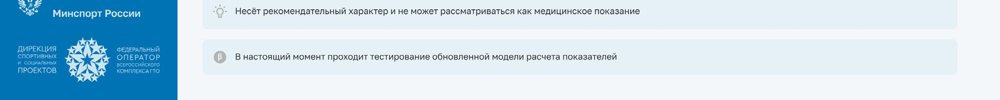 Минспорт России
ДИРЕКЦИЯ
СПОРТИВНЫХ
И СОЦИАЛЬНЫХ
ПРОЕКТОВ
ФЕДЕРАЛЬНЫЙ
ОПЕРАТОР
ВСЕРОССИЙСКОГО
КОМПЛЕКСА ГТО
Несёт рекомендательный характер и не может рассматриваться как медицинское показание
β
В настоящий момент проходит тестирование обновленной модели расчета показателей